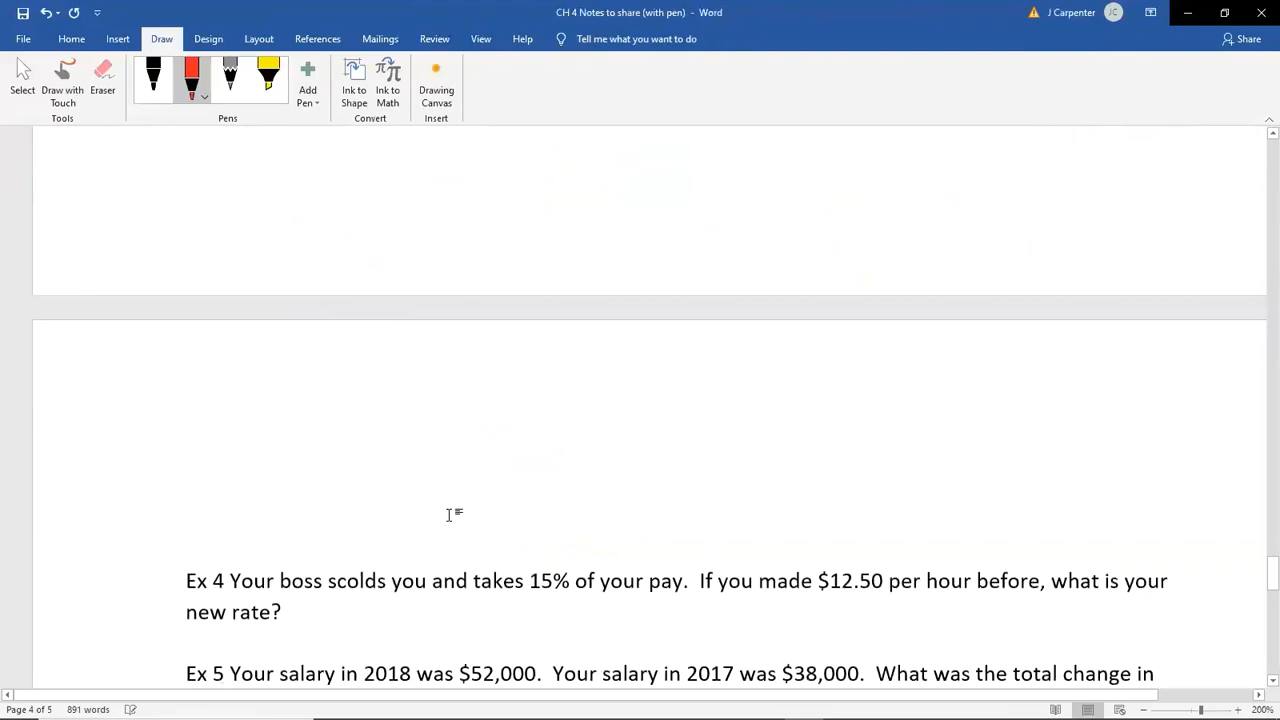 CH 4 Notes to share (with pen) - Word
J Carpenter
JC
File
Home
Insert
Draw
Design
Layout
References
Mailings
Review
View
Help
Tell me what you want to do
Share
Select
Draw with
Touch
Eraser
Add
Pen
Ink to
Shape
Ink to
Math
Drawing
Canvas
Tools
Pens
Convert
Insert
Ex 4 Your boss scolds you and takes 15% of your pay. If you made $12.50 per hour before, what is your
new rate?
Ex 5 Your salary in 2018 was $52,000. Your salary in 2017 was $38,000. What was the total change in
Page 4 of 5
891 words
200%